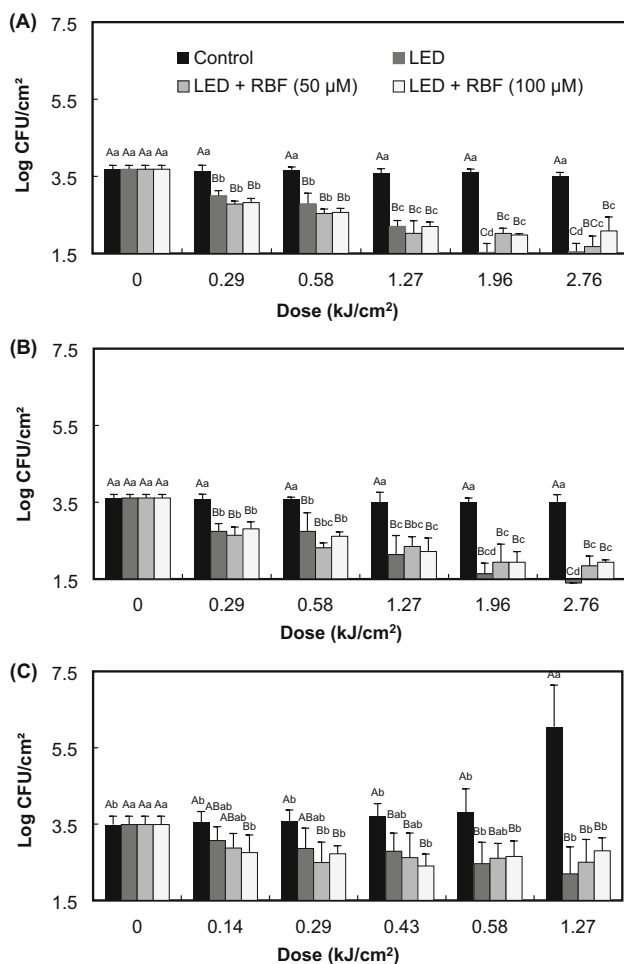 (A)
7.5
5.5
3.5
1.5
Log CFU/cm²
Control
LED
LED + RBF (50 µM)
LED + RBF (100 µM)
Aa Aa Aa Aa
Aa Bb Bb Bb
Aa Bb Bb Bb
Aa Bc Bc Bc
Aa Cd Bc Bc
Aa Cd BCc Bc
0 0.29 0.58 1.27 1.96 2.76
Dose (kJ/cm²)
(B)
7.5
5.5
3.5
1.5
Log CFU/cm²
Aa Aa Aa Aa
Aa Bb Bb Bb
Aa Bb Bbc Bb
Aa Bc Bbc Bc
Aa Bcd Bc Bc
Aa Cd Bc Bc
0 0.29 0.58 1.27 1.96 2.76
Dose (kJ/cm²)
(C)
7.5
5.5
3.5
1.5
Log CFU/cm²
Ab Aa Aa Aa
Ab ABab ABab Bb
Ab ABab Bb Bb
Ab Bab Bab Bb
Ab Bb Bb Bb
Aa Bb Bb Bb
0 0.14 0.29 0.43 0.58 1.27
Dose (kJ/cm²)